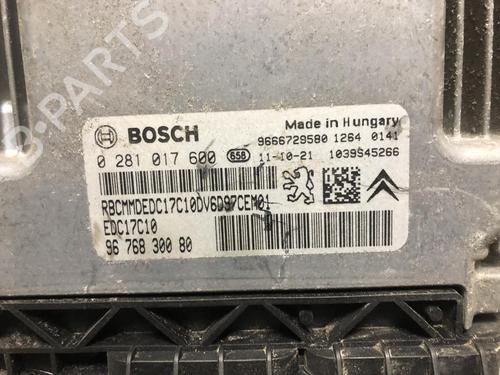 B-PARTS
BOSCH
Made in Hungary
9666729580 1264 0141
0 281 017 600 658 11-10-21 1039S45266
RBCMMDEDC17C10DV6D97CEM01
EDC17C10
96 768 300 80